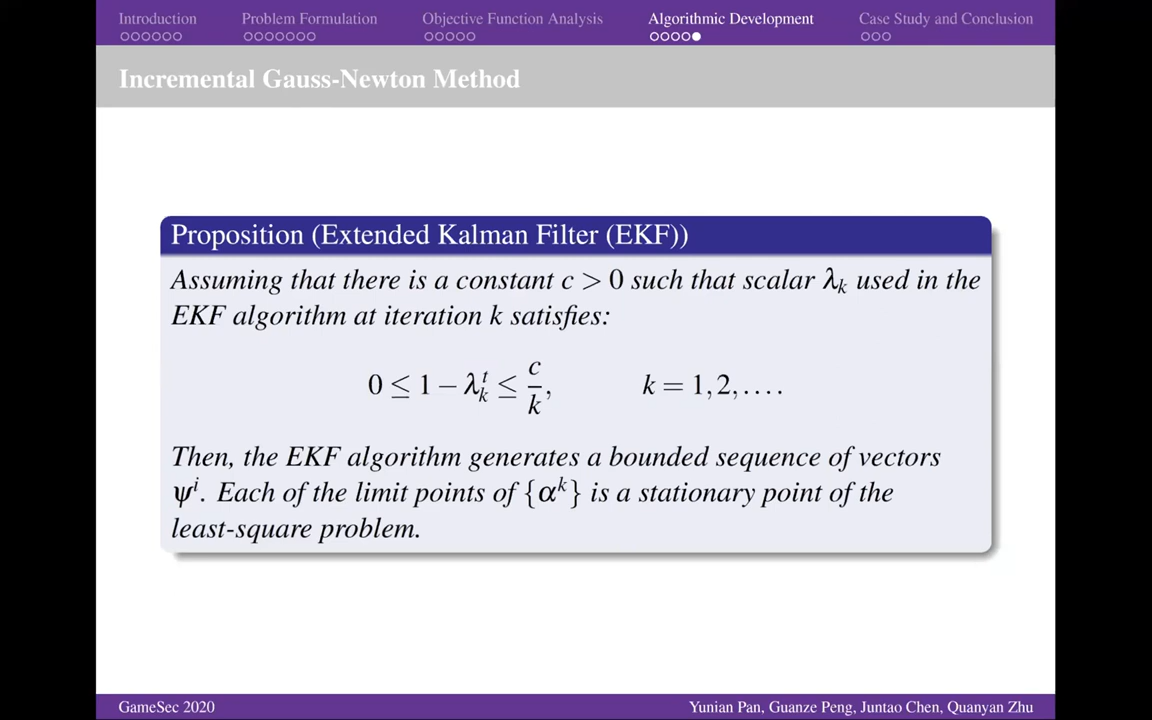 Introduction
Problem Formulation
Objective Function Analysis
Algorithmic Development
Case Study and Conclusion
Incremental Gauss-Newton Method
Proposition (Extended Kalman Filter (EKF))
Assuming that there is a constant c > 0 such that scalar λ_k used in the
EKF algorithm at iteration k satisfies:
0 ≤ 1 − λ_k^t ≤ c/k, k = 1,2,....
Then, the EKF algorithm generates a bounded sequence of vectors
ψ^i. Each of the limit points of {α^k} is a stationary point of the
least-square problem.
GameSec 2020
Yunian Pan, Guanze Peng, Juntao Chen, Quanyan Zhu